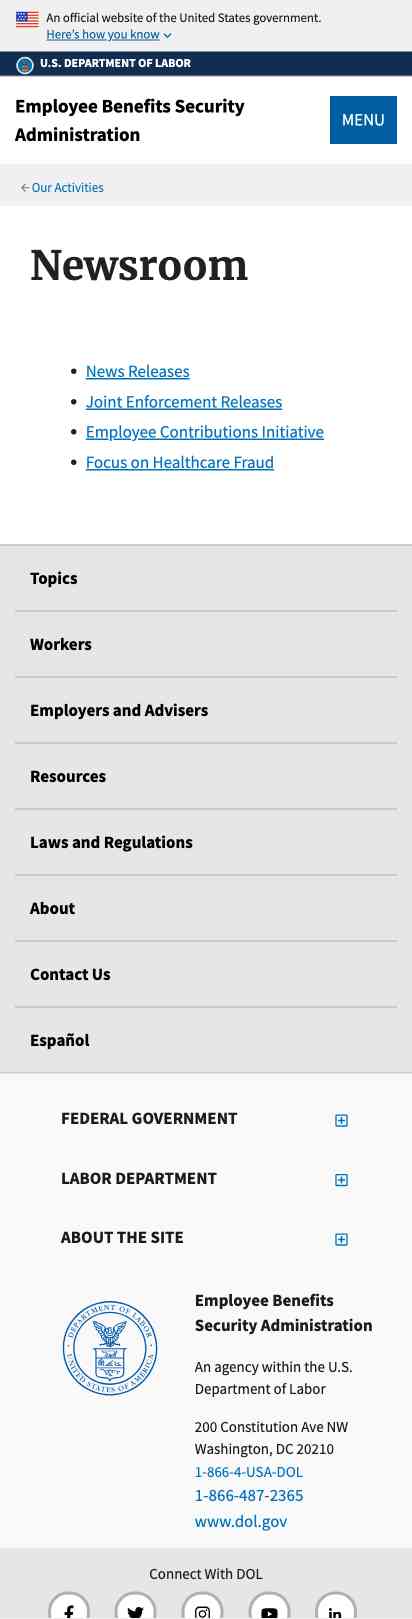 An official website of the United States government.
Here's how you know
U.S. DEPARTMENT OF LABOR
Employee Benefits Security
Administration
MENU
Our Activities
Newsroom
News Releases
Joint Enforcement Releases
Employee Contributions Initiative
Focus on Healthcare Fraud
Topics
Workers
Employers and Advisers
Resources
Laws and Regulations
About
Contact Us
Español
FEDERAL GOVERNMENT
LABOR DEPARTMENT
ABOUT THE SITE
DEPARTMENT OF LABOR
UNITED STATES OF AMERICA
Employee Benefits
Security Administration
An agency within the U.S.
Department of Labor
200 Constitution Ave NW
Washington, DC 20210
1-866-4-USA-DOL
1-866-487-2365
www.dol.gov
Connect With DOL